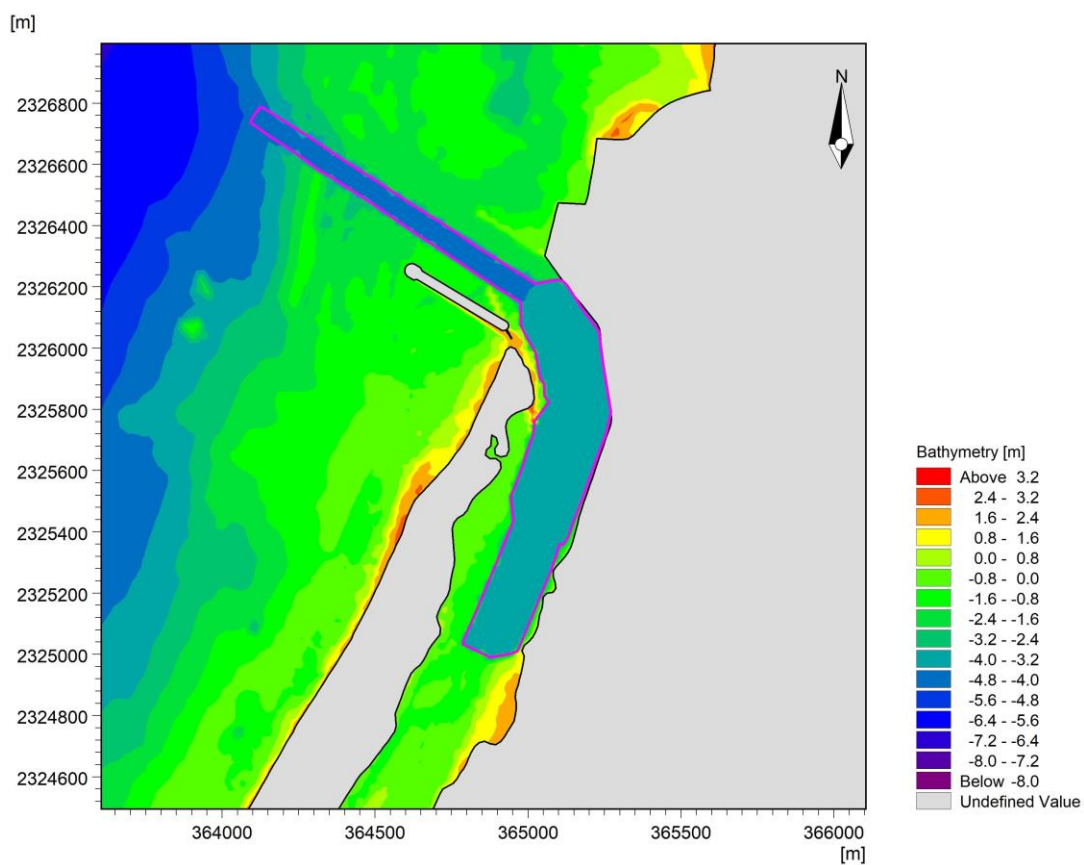 [m]
N
2326800
2326600
2326400
2326200
2326000
2325800
2325600
2325400
2325200
2325000
2324800
2324600
364000 364500 365000 365500 366000
[m]
Bathymetry [m]
Above 3.2
2.4 - 3.2
1.6 - 2.4
0.8 - 1.6
0.0 - 0.8
-0.8 - 0.0
-1.6 - -0.8
-2.4 - -1.6
-3.2 - -2.4
-4.0 - -3.2
-4.8 - -4.0
-5.6 - -4.8
-6.4 - -5.6
-7.2 - -6.4
-8.0 - -7.2
Below -8.0
Undefined Value